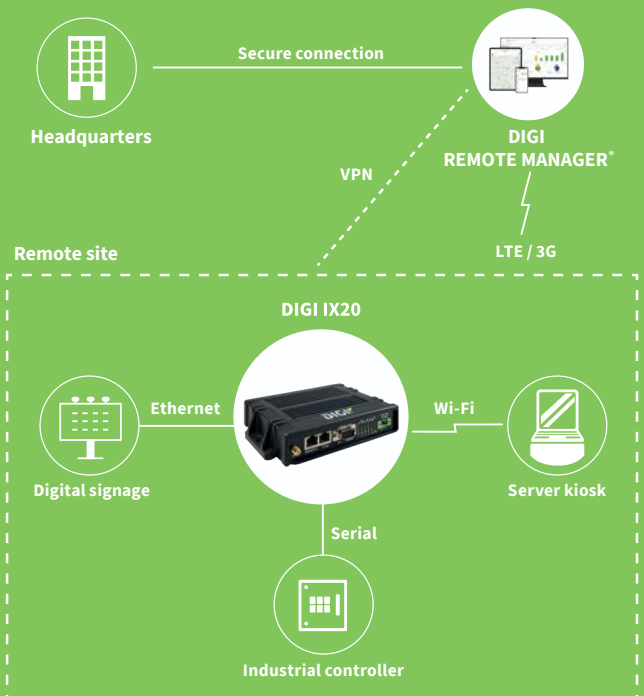 Secure connection
Headquarters
DIGI
REMOTE MANAGER®
VPN
LTE / 3G
Remote site
DIGI IX20
DIGI
Ethernet
Wi-Fi
Digital signage
Server kiosk
Serial
Industrial controller